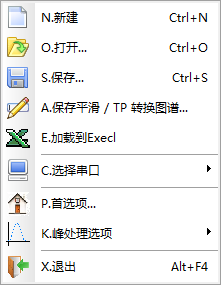 N.新建 Ctrl+N
O.打开... Ctrl+O
S.保存... Ctrl+S
A.保存平滑 / TP 转换图谱...
E.加载到Execl
C.选择串口
P.首选项...
K.峰处理选项
X.退出 Alt+F4